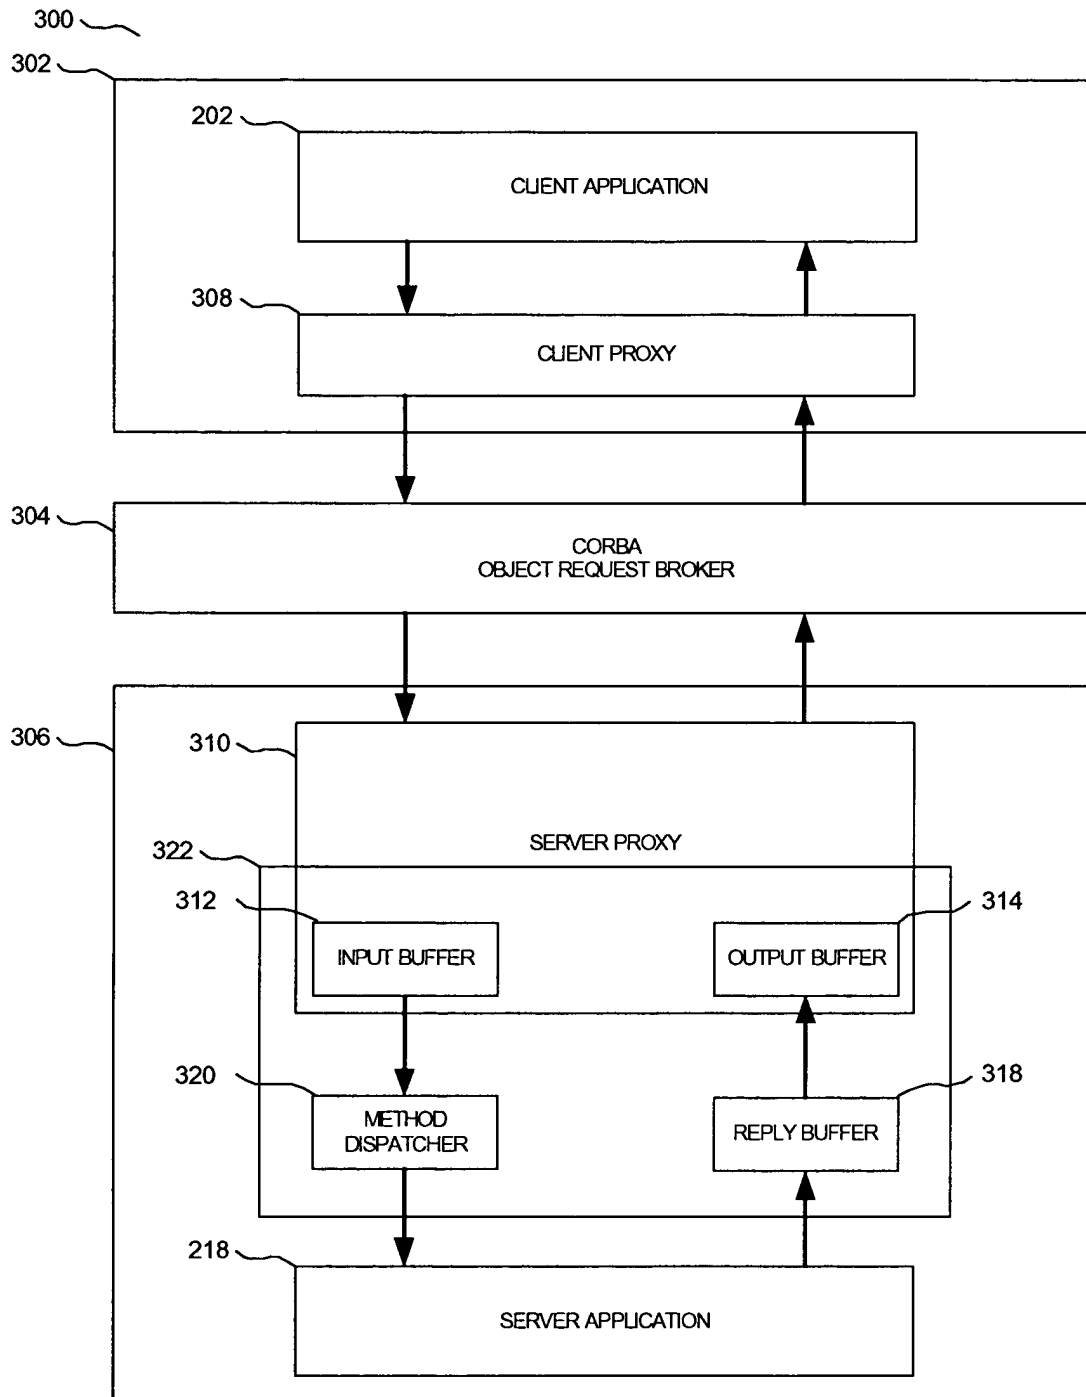 300
302
202
CLIENT APPLICATION
308
CLIENT PROXY
304
CORBA
OBJECT REQUEST BROKER
306
310
SERVER PROXY
322
312
314
INPUT BUFFER
OUTPUT BUFFER
320
318
METHOD
DISPATCHER
REPLY BUFFER
218
SERVER APPLICATION